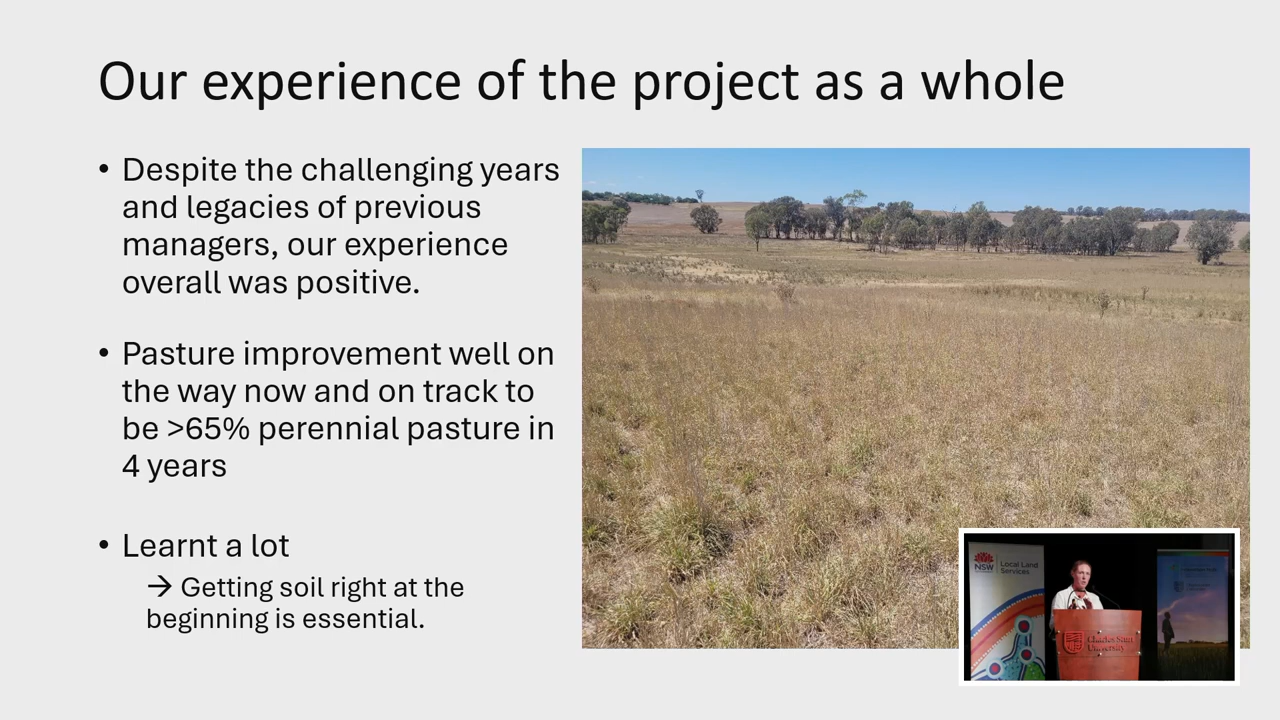 Our experience of the project as a whole
• Despite the challenging years
and legacies of previous
managers, our experience
overall was positive.
• Pasture improvement well on
the way now and on track to
be >65% perennial pasture in
4 years
• Learnt a lot
→ Getting soil right at the
beginning is essential.
NSW
Local Land
Services
Charles Sturt
University